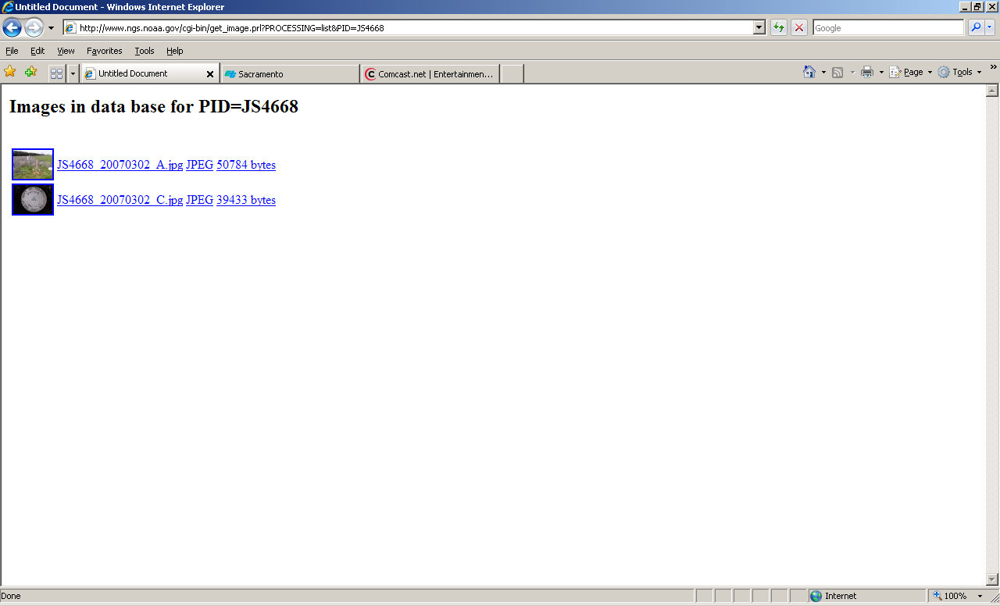 Untitled Document - Windows Internet Explorer
http://www.ngs.noaa.gov/cgi-bin/get_image.prl?PROCESSING=list&PID=JS4668
Google
File Edit View Favorites Tools Help
Untitled Document Sacramento Comcast.net | Entertainmen... Page Tools »
Images in data base for PID=JS4668
JS4668_20070302_A.jpg JPEG 50784 bytes
JS4668_20070302_C.jpg JPEG 39433 bytes
Done Internet 100%